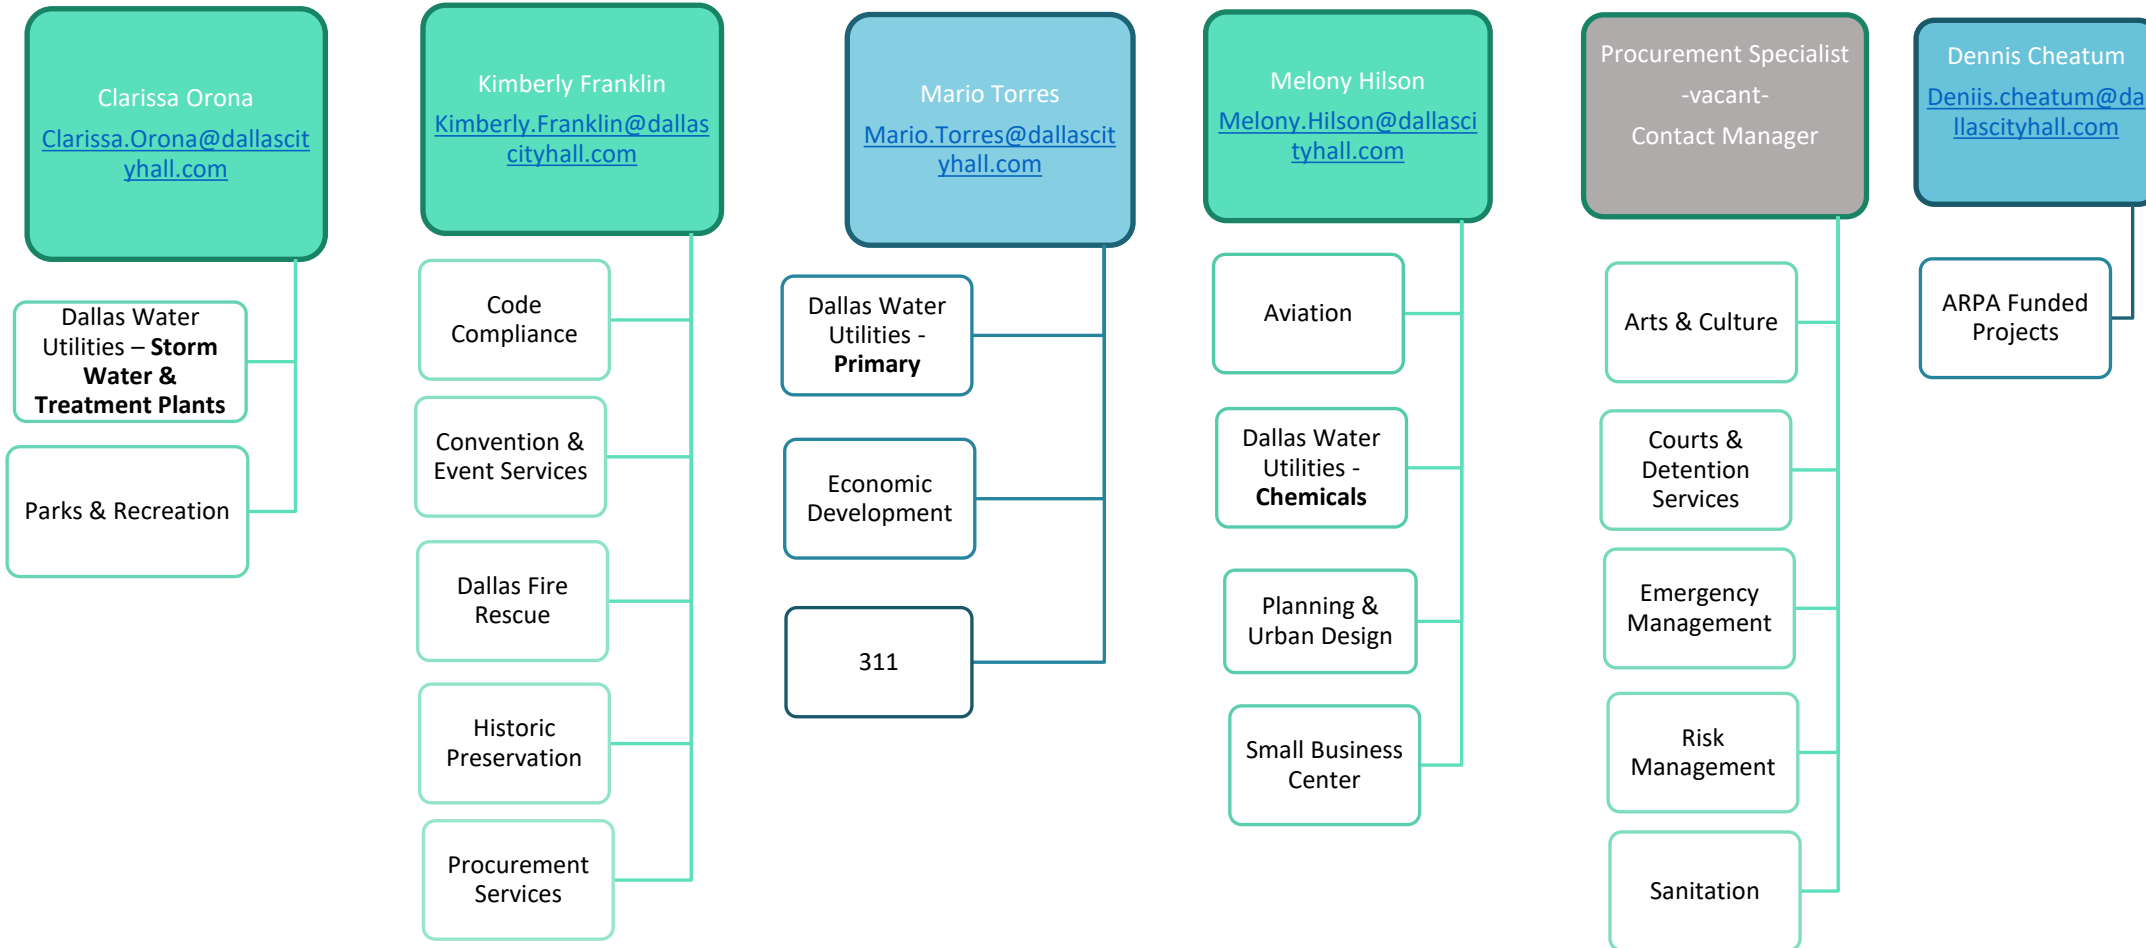 Clarissa Orona
Clarissa.Orona@dallascit
yhall.com
Dallas Water
Utilities – Storm
Water &
Treatment Plants
Parks & Recreation
Kimberly Franklin
Kimberly.Franklin@dallas
cityhall.com
Code
Compliance
Convention &
Event Services
Dallas Fire
Rescue
Historic
Preservation
Procurement
Services
Mario Torres
Mario.Torres@dallascit
yhall.com
Dallas Water
Utilities -
Primary
Economic
Development
311
Melony Hilson
Melony.Hilson@dallasci
tyhall.com
Aviation
Dallas Water
Utilities -
Chemicals
Planning &
Urban Design
Small Business
Center
Procurement Specialist
-vacant-
Contact Manager
Arts & Culture
Courts &
Detention
Services
Emergency
Management
Risk
Management
Sanitation
Dennis Cheatum
Deniis.cheatum@da
llascityhall.com
ARPA Funded
Projects